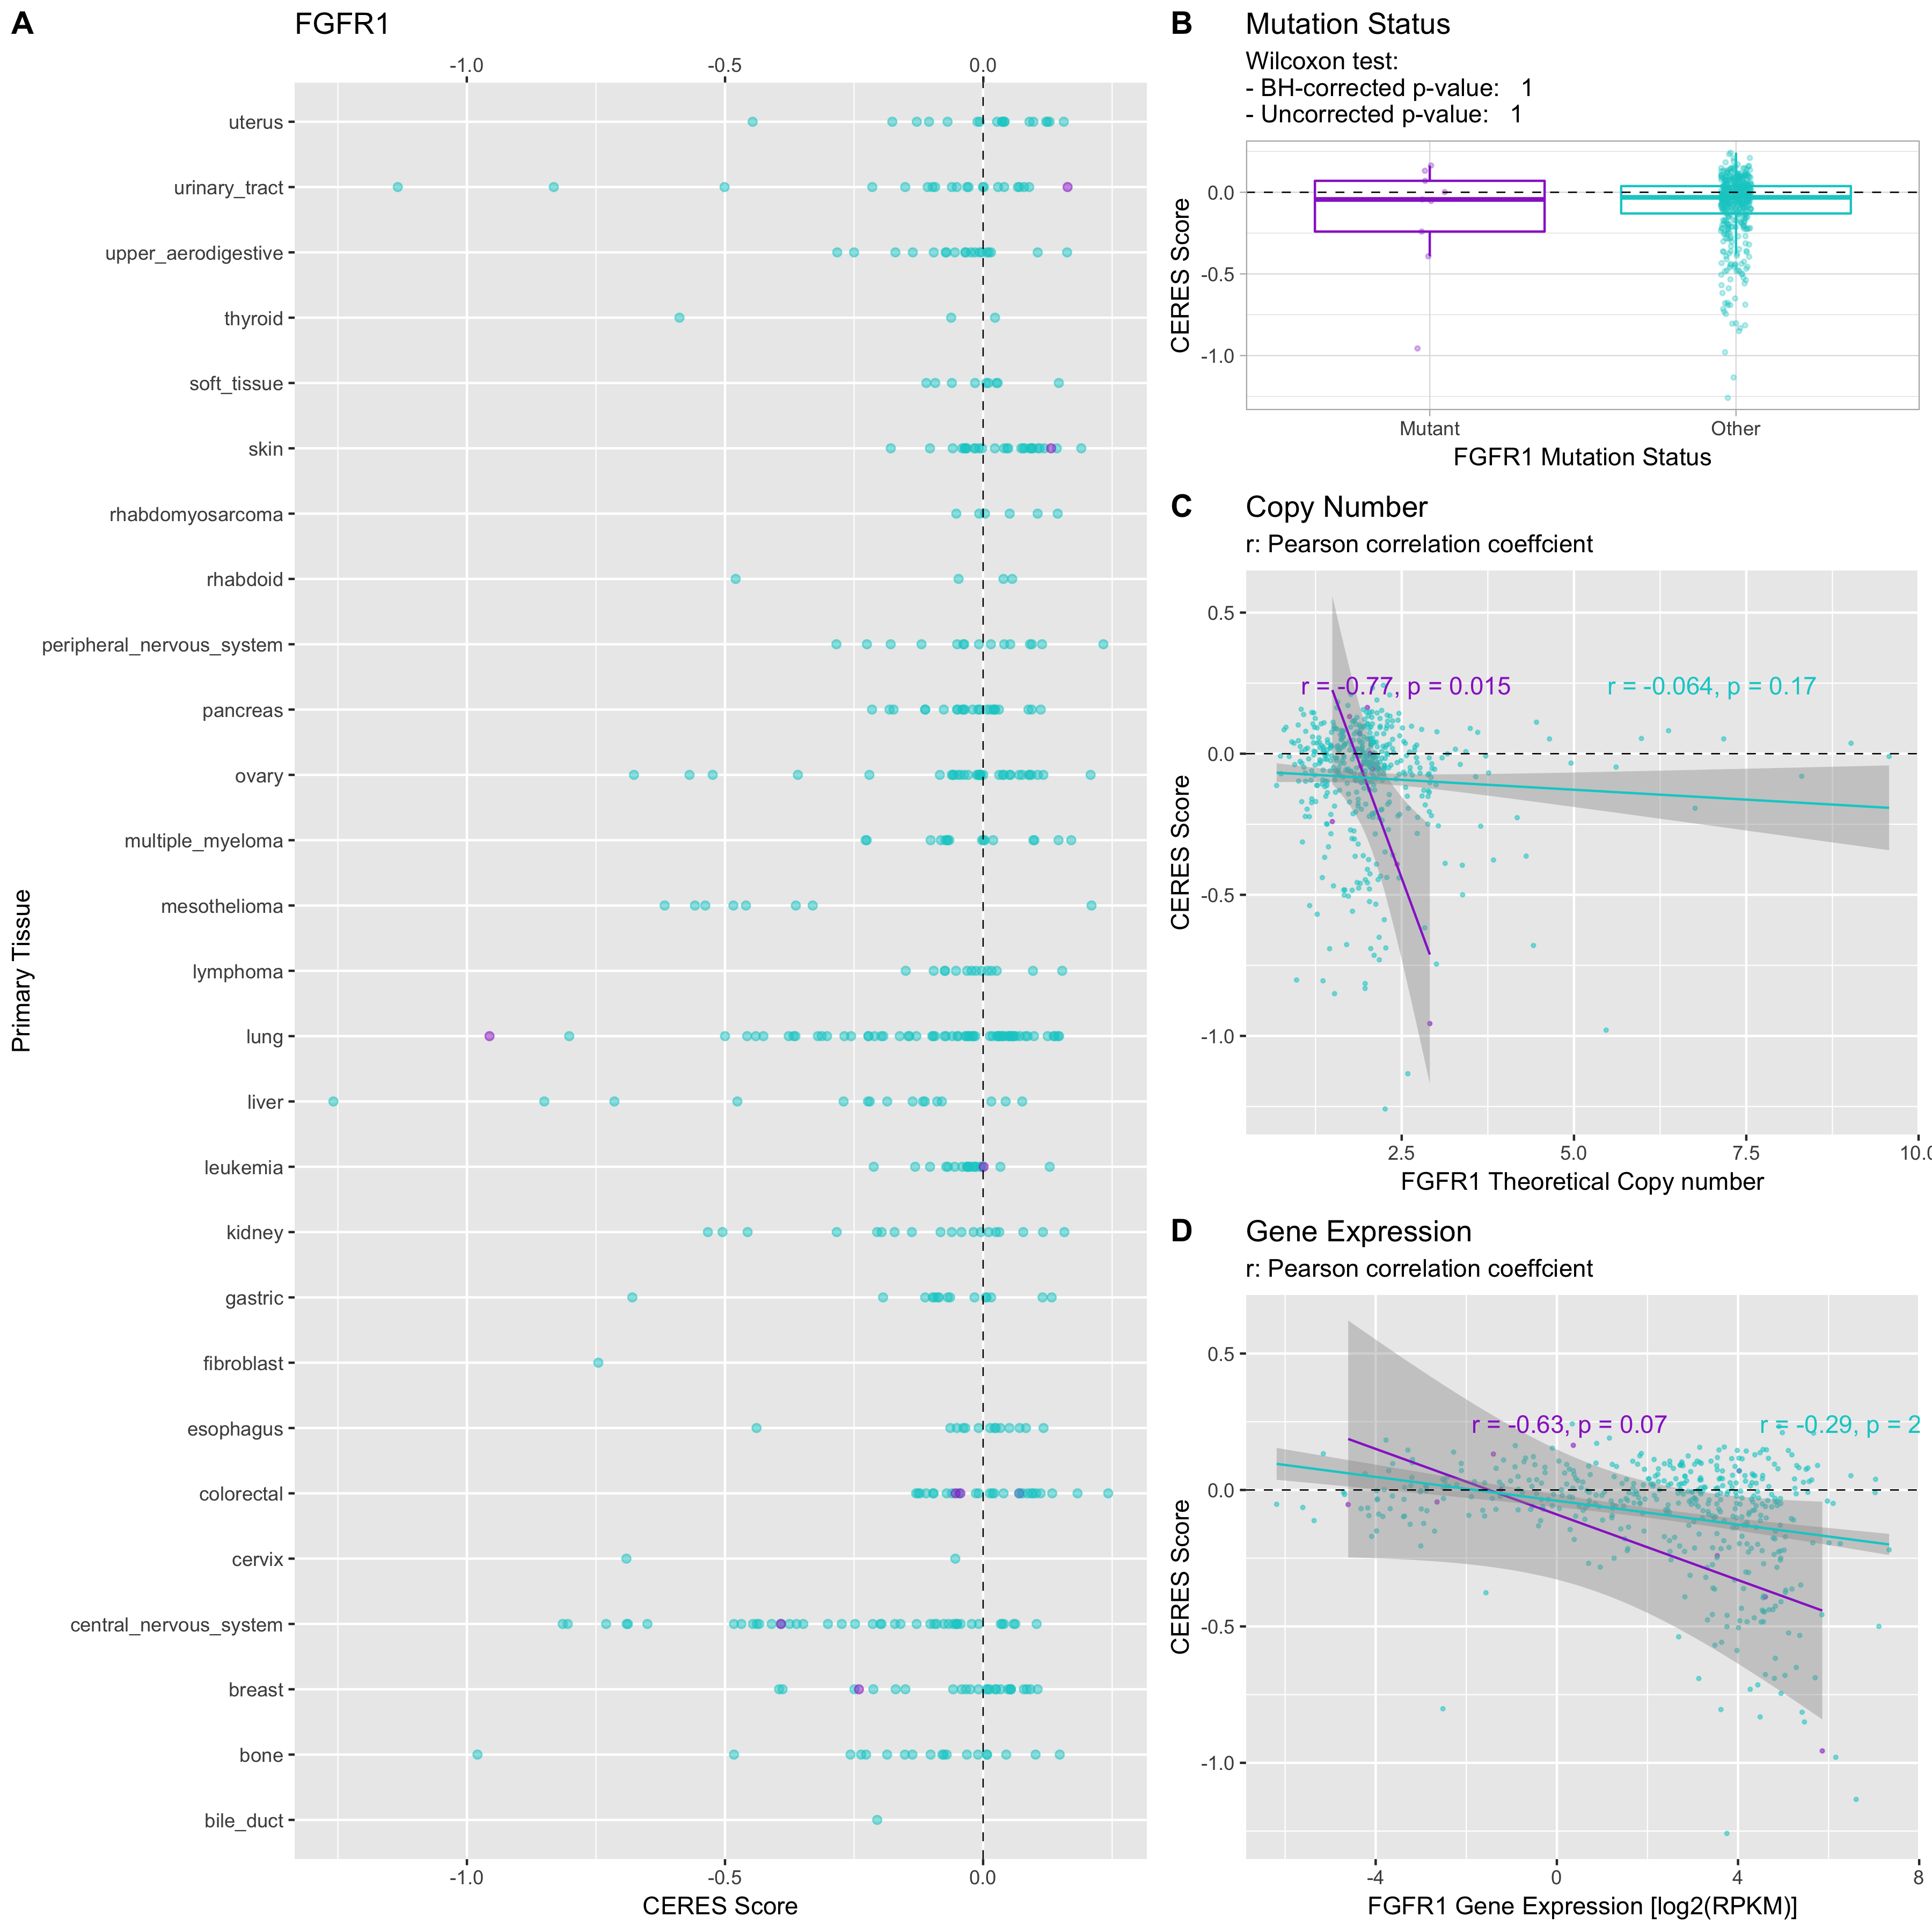 A
FGFR1
-1.0 -0.5 0.0
uterus
urinary_tract
upper_aerodigestive
thyroid
soft_tissue
skin
rhabdomyosarcoma
rhabdoid
peripheral_nervous_system
pancreas
ovary
multiple_myeloma
mesothelioma
lymphoma
lung
liver
leukemia
kidney
gastric
fibroblast
esophagus
colorectal
cervix
central_nervous_system
breast
bone
bile_duct
Primary Tissue
-1.0 -0.5 0.0
CERES Score
B
Mutation Status
Wilcoxon test:
- BH-corrected p-value: 1
- Uncorrected p-value: 1
0.0
-0.5
-1.0
CERES Score
Mutant Other
FGFR1 Mutation Status
C
Copy Number
r: Pearson correlation coeffcient
r = -0.77, p = 0.015
r = -0.064, p = 0.17
0.5
0.0
-0.5
-1.0
CERES Score
2.5 5.0 7.5 10.0
FGFR1 Theoretical Copy number
D
Gene Expression
r: Pearson correlation coeffcient
r = -0.63, p = 0.07
r = -0.29, p = 2
0.5
0.0
-0.5
-1.0
CERES Score
-4 0 4 8
FGFR1 Gene Expression [log2(RPKM)]